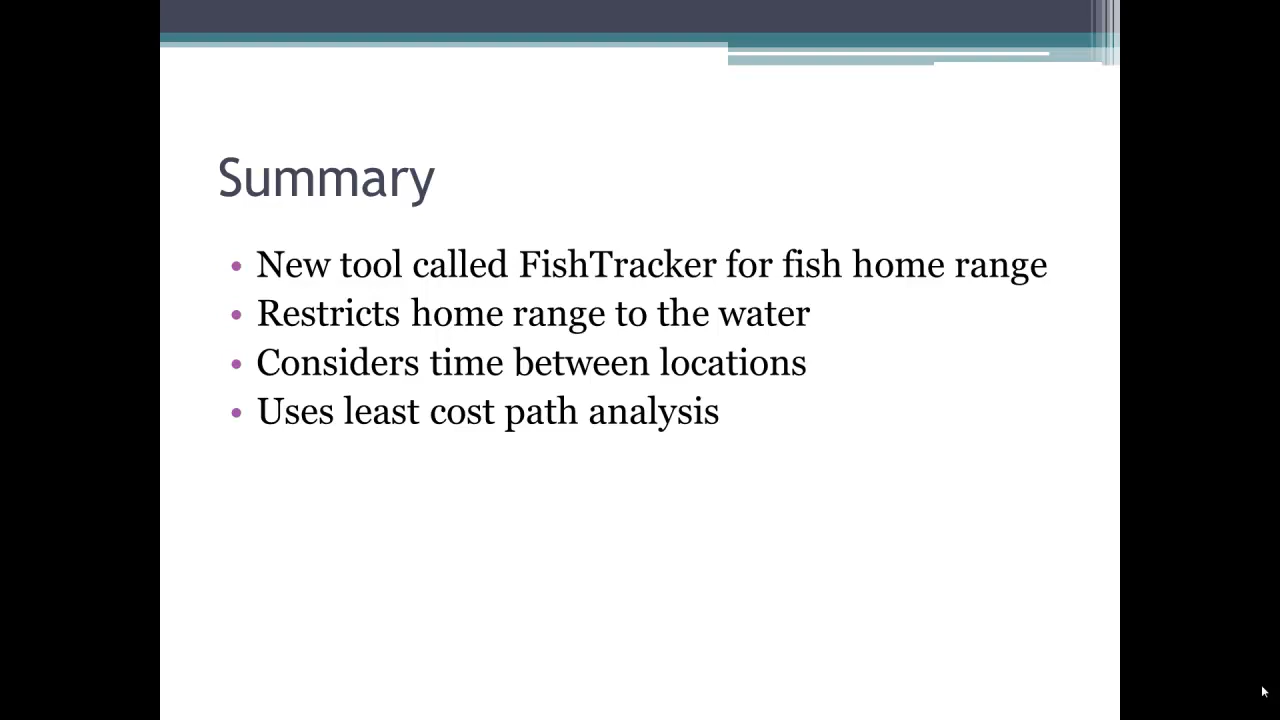 Summary
• New tool called FishTracker for fish home range
• Restricts home range to the water
• Considers time between locations
• Uses least cost path analysis